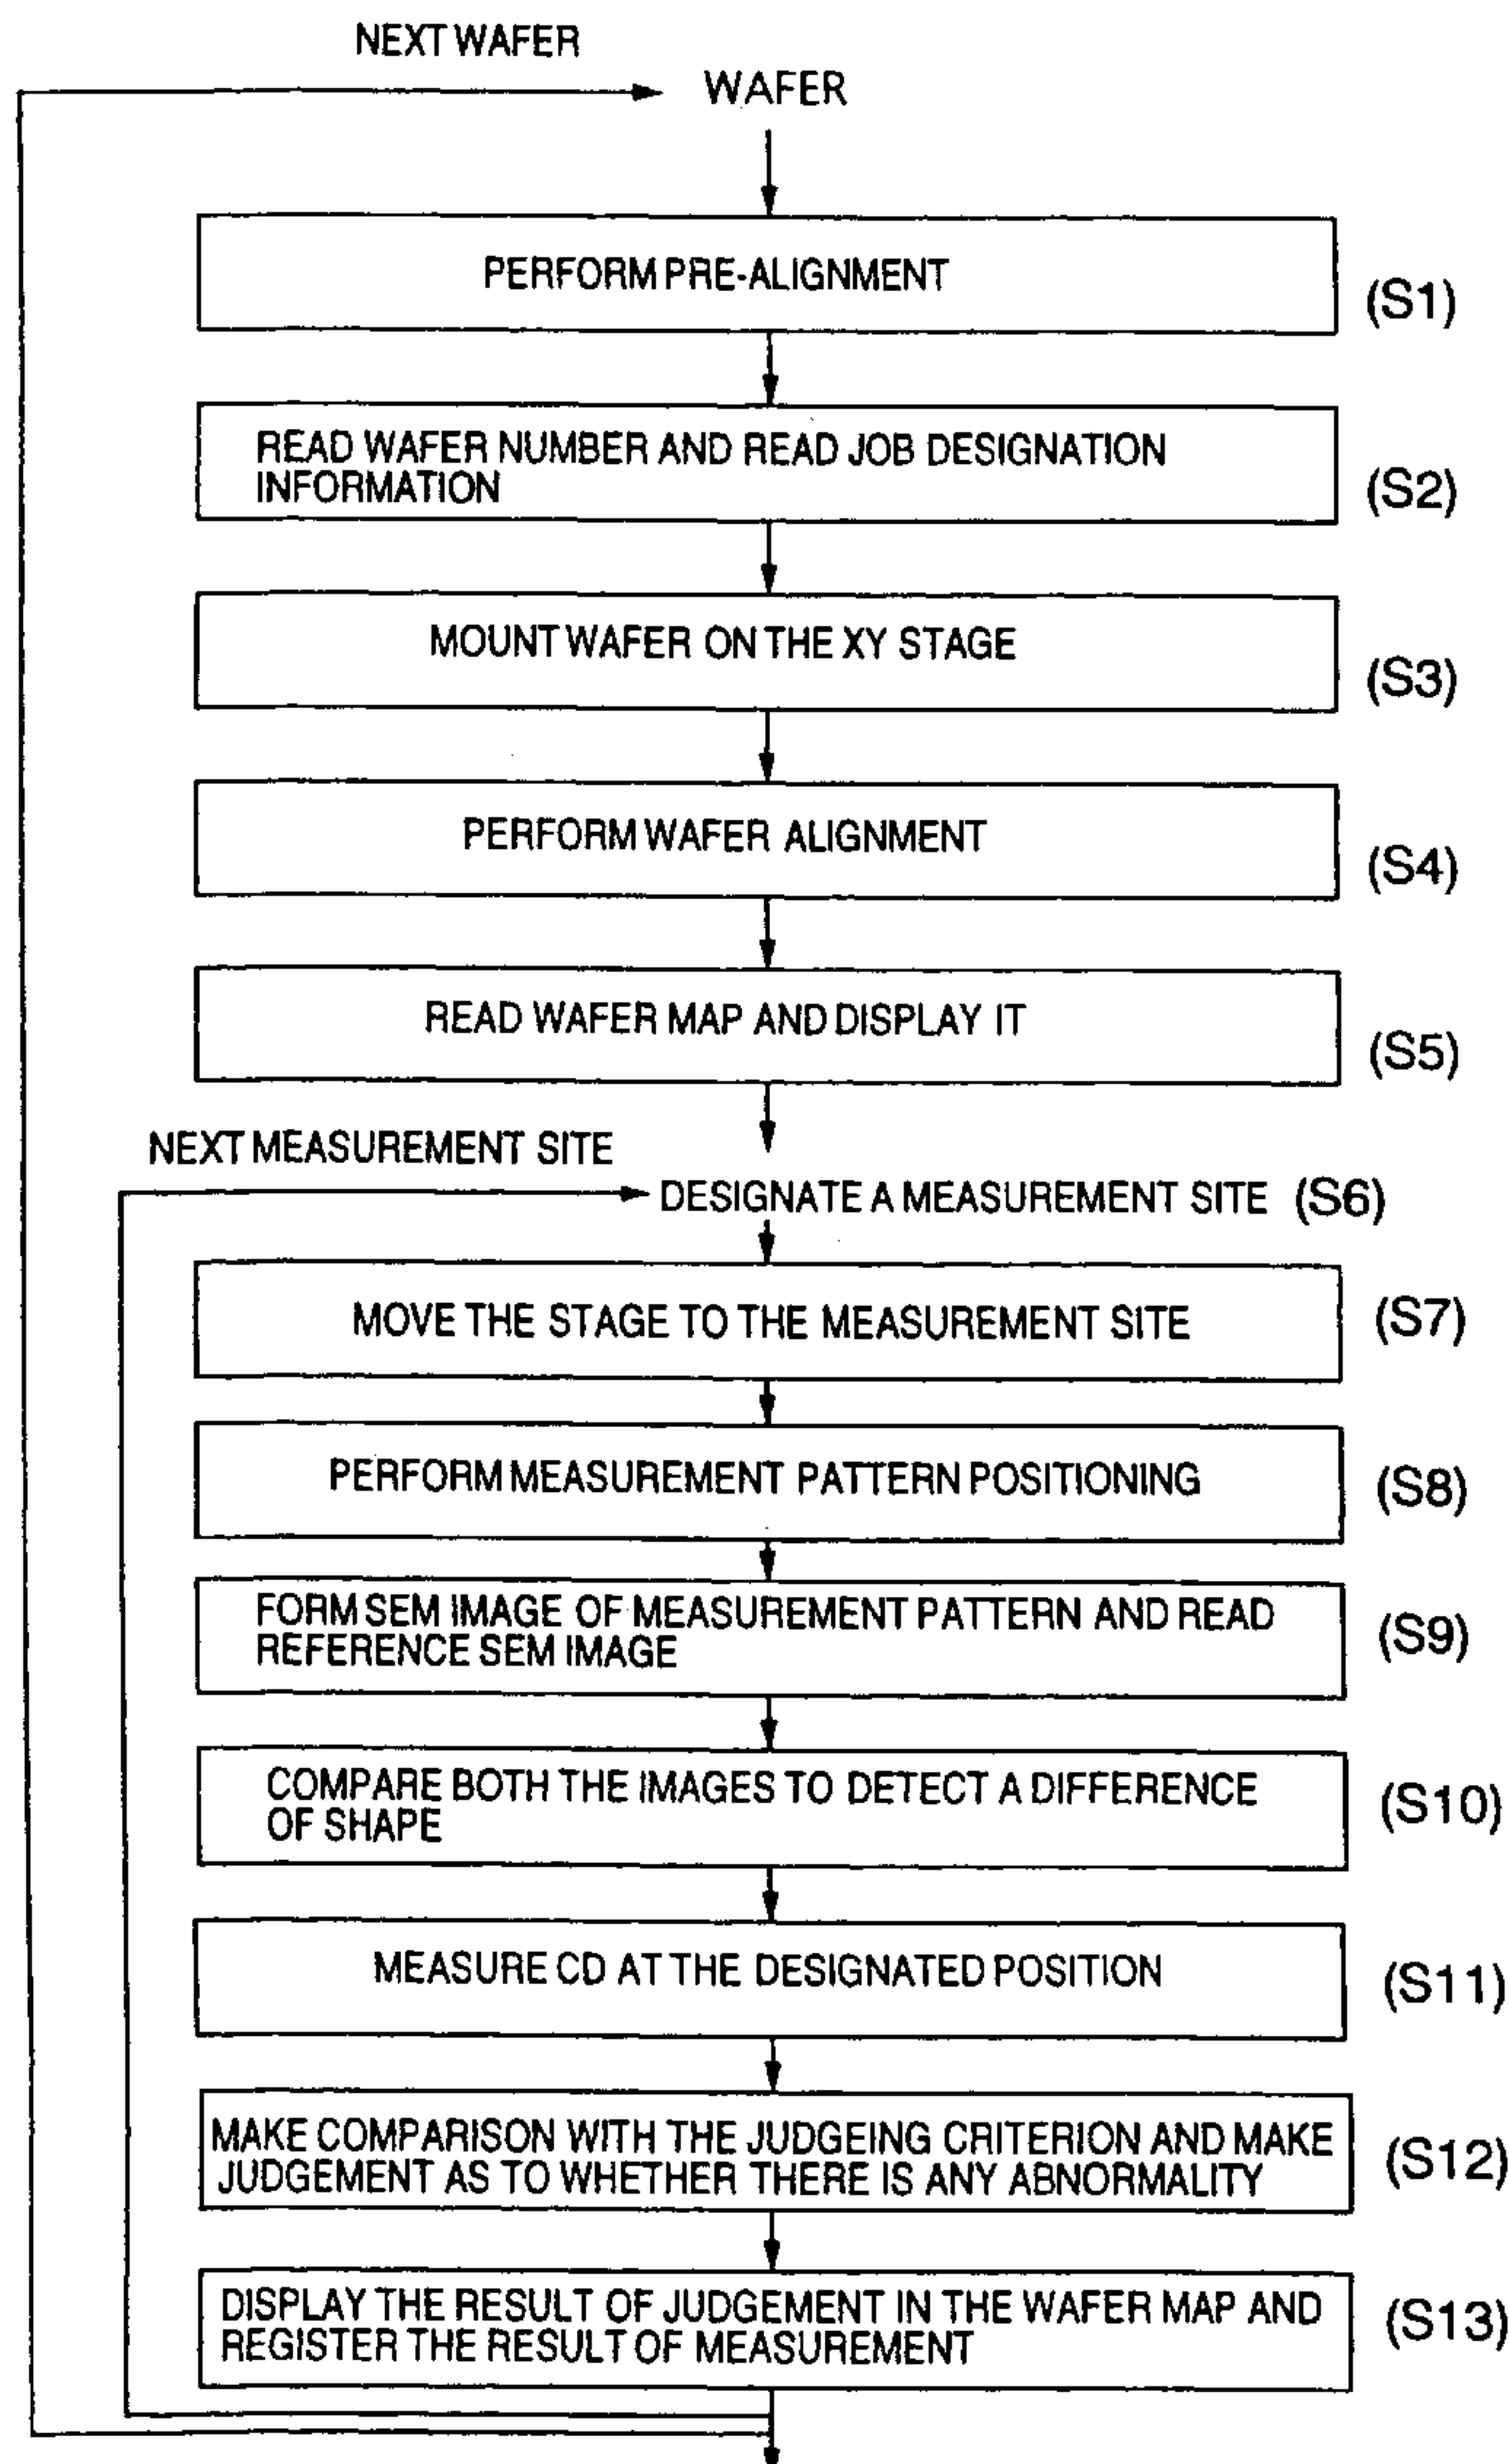 NEXT WAFER
WAFER
PERFORM PRE-ALIGNMENT
(S1)
READ WAFER NUMBER AND READ JOB DESIGNATION
INFORMATION
(S2)
MOUNT WAFER ON THE XY STAGE
(S3)
PERFORM WAFER ALIGNMENT
(S4)
READ WAFER MAP AND DISPLAY IT
(S5)
NEXT MEASUREMENT SITE
DESIGNATE A MEASUREMENT SITE (S6)
MOVE THE STAGE TO THE MEASUREMENT SITE
(S7)
PERFORM MEASUREMENT PATTERN POSITIONING
(S8)
FORM SEM IMAGE OF MEASUREMENT PATTERN AND READ
REFERENCE SEM IMAGE
(S9)
COMPARE BOTH THE IMAGES TO DETECT A DIFFERENCE
OF SHAPE
(S10)
MEASURE CD AT THE DESIGNATED POSITION
(S11)
MAKE COMPARISON WITH THE JUDGEING CRITERION AND MAKE
JUDGEMENT AS TO WHETHER THERE IS ANY ABNORMALITY
(S12)
DISPLAY THE RESULT OF JUDGEMENT IN THE WAFER MAP AND
REGISTER THE RESULT OF MEASUREMENT
(S13)